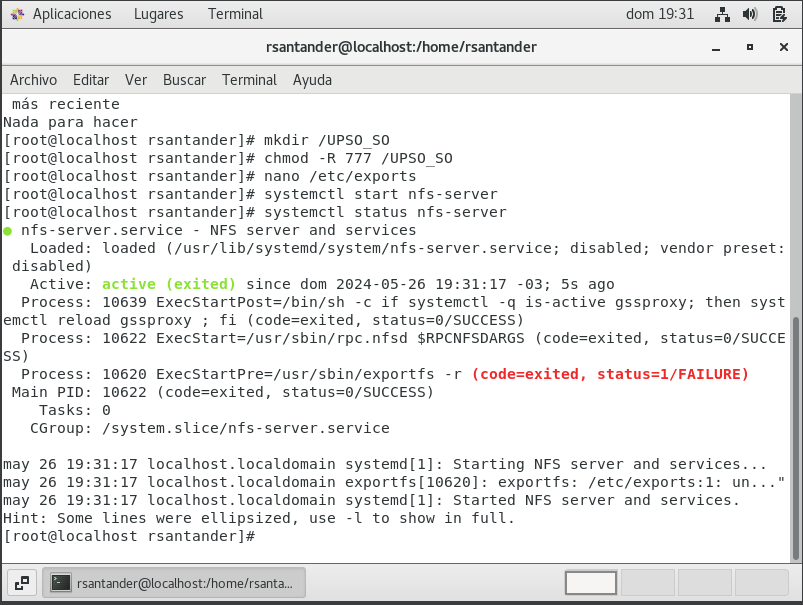 Aplicaciones Lugares Terminal dom 19:31
rsantander@localhost:/home/rsantander
Archivo Editar Ver Buscar Terminal Ayuda
 más reciente
Nada para hacer
[root@localhost rsantander]# mkdir /UPSO_SO
[root@localhost rsantander]# chmod -R 777 /UPSO_SO
[root@localhost rsantander]# nano /etc/exports
[root@localhost rsantander]# systemctl start nfs-server
[root@localhost rsantander]# systemctl status nfs-server
● nfs-server.service - NFS server and services
   Loaded: loaded (/usr/lib/systemd/system/nfs-server.service; disabled; vendor preset:
 disabled)
   Active: active (exited) since dom 2024-05-26 19:31:17 -03; 5s ago
  Process: 10639 ExecStartPost=/bin/sh -c if systemctl -q is-active gssproxy; then syst
emctl reload gssproxy ; fi (code=exited, status=0/SUCCESS)
  Process: 10622 ExecStart=/usr/sbin/rpc.nfsd $RPCNFSDARGS (code=exited, status=0/SUCCE
SS)
  Process: 10620 ExecStartPre=/usr/sbin/exportfs -r (code=exited, status=1/FAILURE)
 Main PID: 10622 (code=exited, status=0/SUCCESS)
    Tasks: 0
   CGroup: /system.slice/nfs-server.service

may 26 19:31:17 localhost.localdomain systemd[1]: Starting NFS server and services...
may 26 19:31:17 localhost.localdomain exportfs[10620]: exportfs: /etc/exports:1: un..."
may 26 19:31:17 localhost.localdomain systemd[1]: Started NFS server and services.
Hint: Some lines were ellipsized, use -l to show in full.
[root@localhost rsantander]#
rsantander@localhost:/home/rsanta...